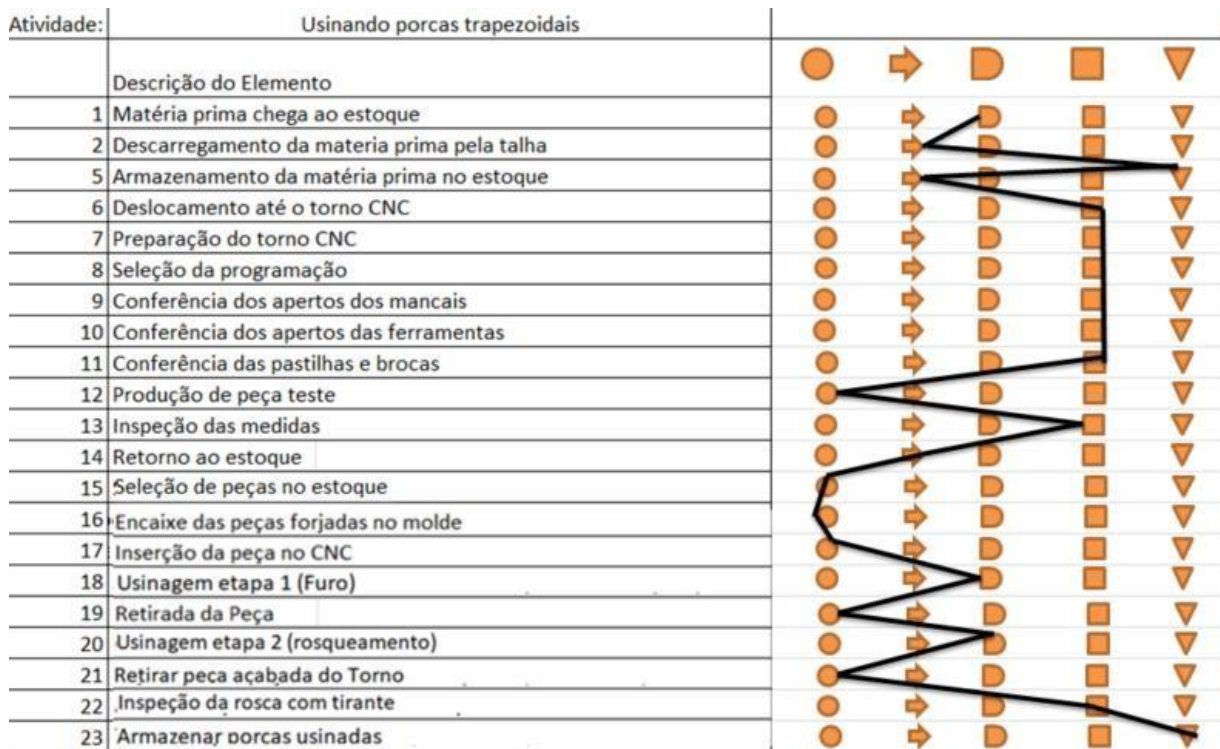 Atividade: Usinando porcas trapezoidais
Descrição do Elemento
1 Matéria prima chega ao estoque
2 Descarregamento da materia prima pela talha
5 Armazenamento da matéria prima no estoque
6 Deslocamento até o torno CNC
7 Preparação do torno CNC
8 Seleção da programação
9 Conferência dos apertos dos mancais
10 Conferência dos apertos das ferramentas
11 Conferência das pastilhas e brocas
12 Produção de peça teste
13 Inspeção das medidas
14 Retorno ao estoque
15 Seleção de peças no estoque
16 Encaixe das peças forjadas no molde
17 Inserção da peça no CNC
18 Usinagem etapa 1 (Furo)
19 Retirada da Peça
20 Usinagem etapa 2 (rosqueamento)
21 Retirar peca açabada do Torno
22 Inspeção da rosca com tirante
23 Armazenar porcas usinadas